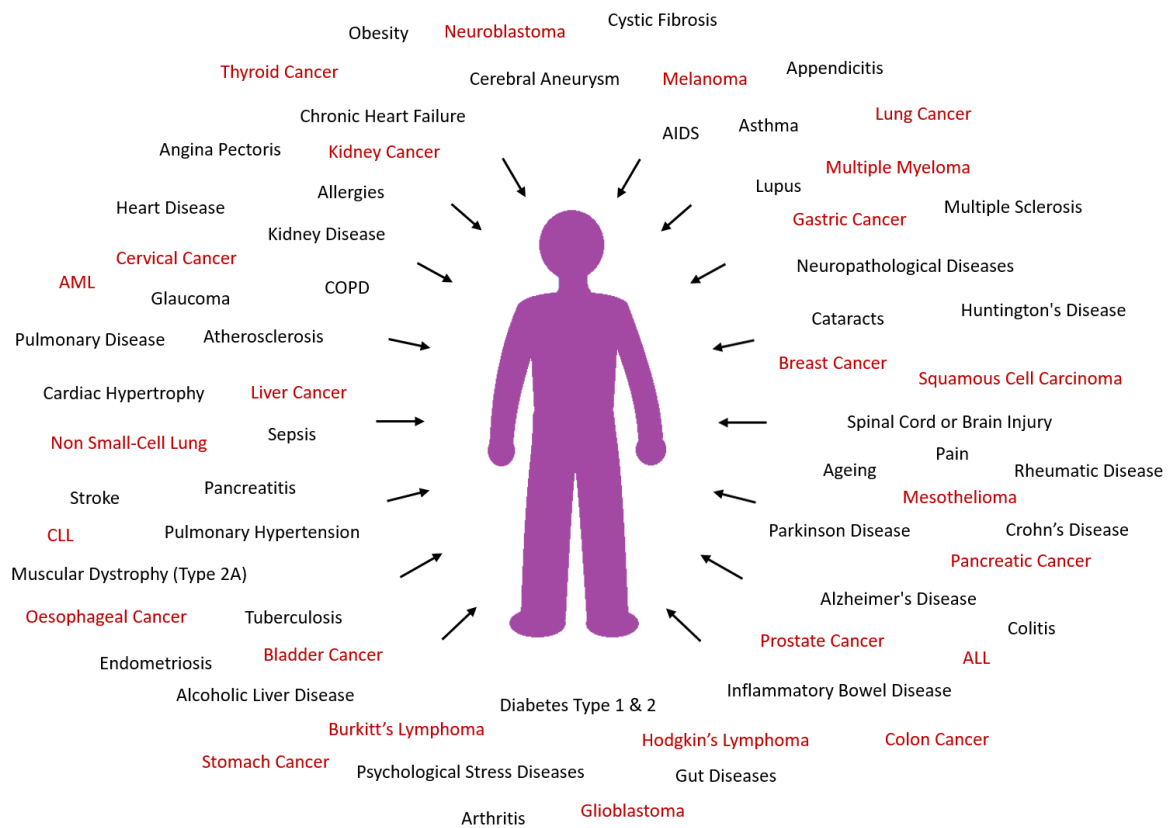 Cystic Fibrosis
Obesity
Neuroblastoma
Thyroid Cancer
Cerebral Aneurysm
Melanoma
Appendicitis
Chronic Heart Failure
Lung Cancer
AIDS
Asthma
Angina Pectoris
Kidney Cancer
Multiple Myeloma
Allergies
Lupus
Heart Disease
Gastric Cancer
Multiple Sclerosis
Kidney Disease
Cervical Cancer
Neuropathological Diseases
AML
COPD
Glaucoma
Huntington's Disease
Cataracts
Pulmonary Disease
Atherosclerosis
Breast Cancer
Squamous Cell Carcinoma
Cardiac Hypertrophy
Liver Cancer
Spinal Cord or Brain Injury
Non Small-Cell Lung
Sepsis
Pain
Ageing
Rheumatic Disease
Stroke
Pancreatitis
Mesothelioma
CLL
Pulmonary Hypertension
Parkinson Disease
Crohn’s Disease
Pancreatic Cancer
Muscular Dystrophy (Type 2A)
Alzheimer's Disease
Oesophageal Cancer
Tuberculosis
Colitis
Prostate Cancer
Endometriosis
Bladder Cancer
ALL
Alcoholic Liver Disease
Inflammatory Bowel Disease
Diabetes Type 1 & 2
Burkitt’s Lymphoma
Hodgkin’s Lymphoma
Colon Cancer
Stomach Cancer
Psychological Stress Diseases
Gut Diseases
Arthritis
Glioblastoma